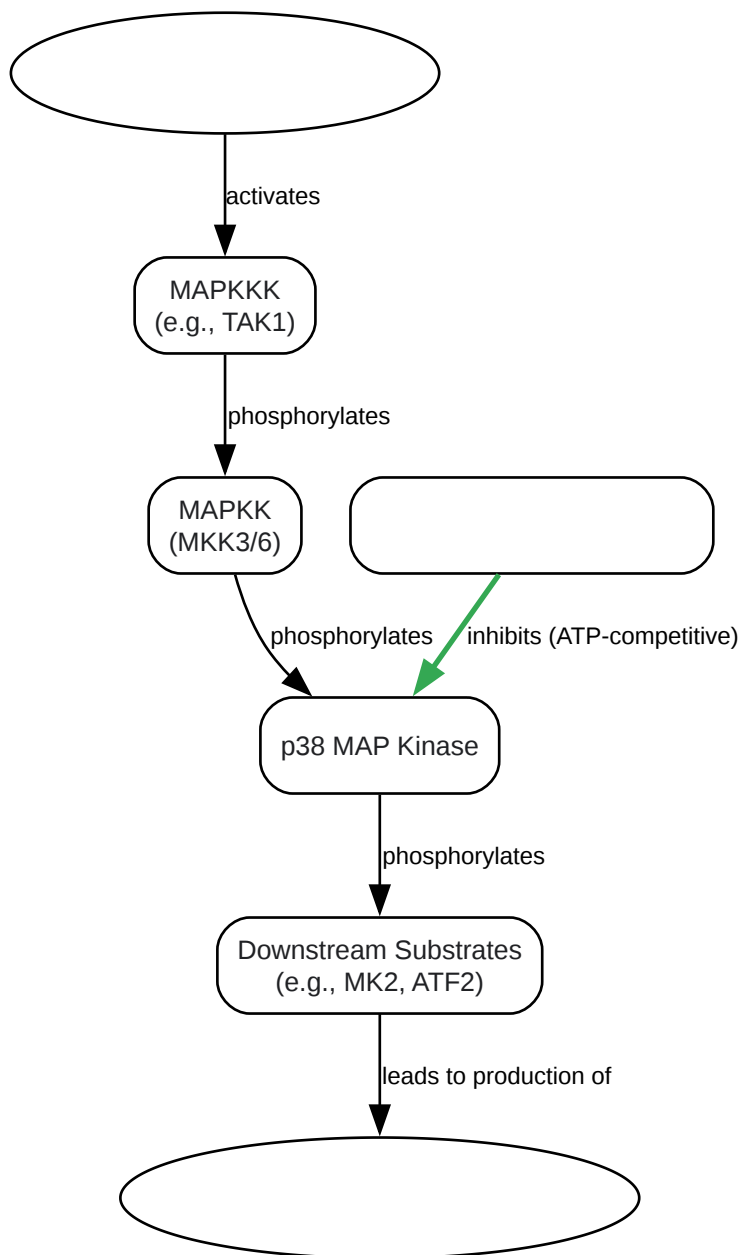 activates
MAPKKK
(e.g., TAK1)
phosphorylates
MAPKK
(MKK3/6)
phosphorylates
inhibits (ATP-competitive)
p38 MAP Kinase
phosphorylates
Downstream Substrates
(e.g., MK2, ATF2)
leads to production of